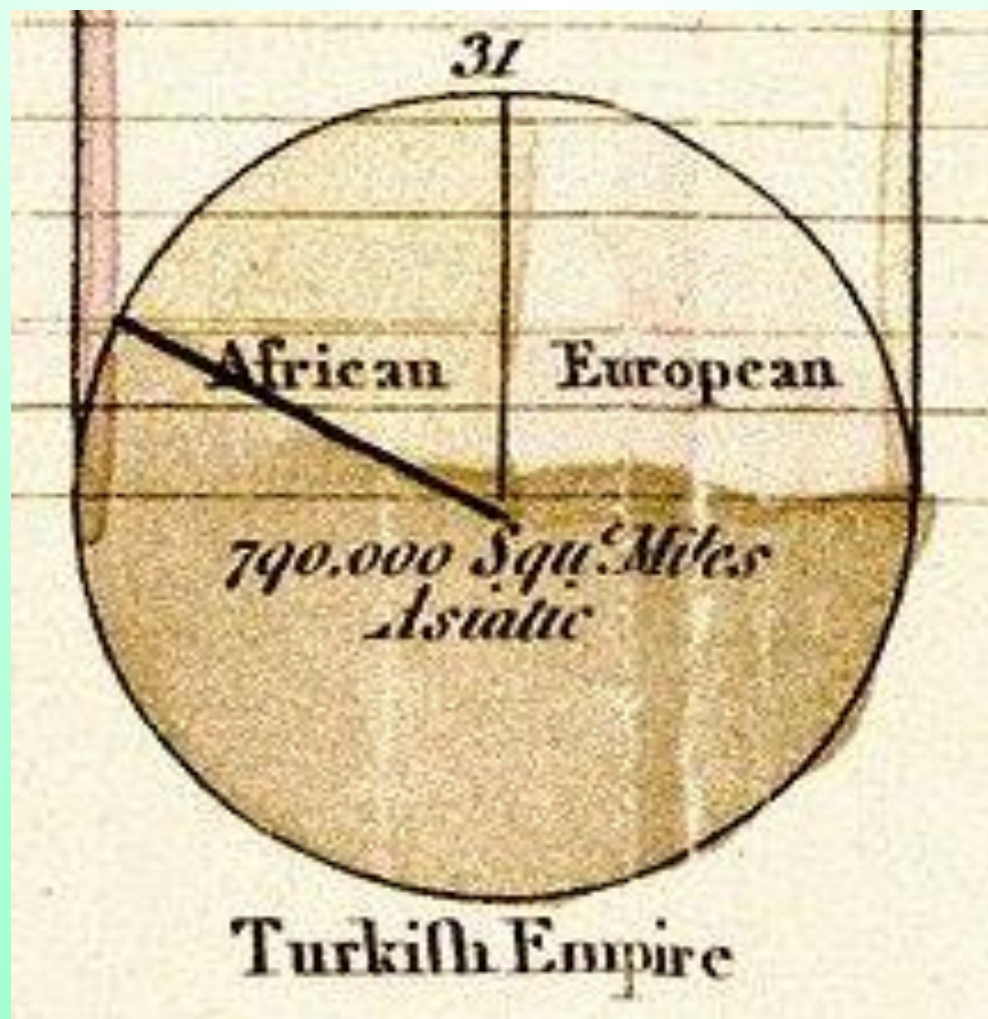 31
African European
790.000 Squ. Miles
Asiatic
Turkiſh Empire